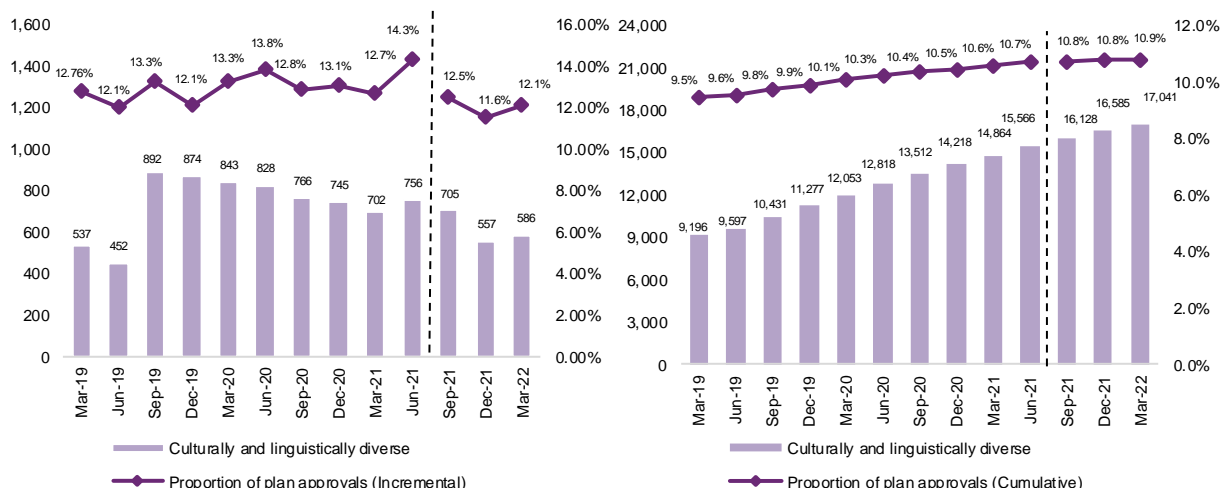 1,600
1,400
1,200
1,000
800
600
400
200
0
16.00%
14.00%
12.00%
10.00%
8.00%
6.00%
4.00%
2.00%
0.00%
12.76%
12.1%
13.3%
12.1%
13.3%
13.8%
12.8%
13.1%
12.7%
14.3%
12.5%
11.6%
12.1%
537
452
892
874
843
828
766
745
702
756
705
557
586
Mar-19
Jun-19
Sep-19
Dec-19
Mar-20
Jun-20
Sep-20
Dec-20
Mar-21
Jun-21
Sep-21
Dec-21
Mar-22
Culturally and linguistically diverse
Proportion of plan approvals (Incremental)
24,000
21,000
18,000
15,000
12,000
9,000
6,000
3,000
0
12.0%
10.0%
8.0%
6.0%
4.0%
2.0%
0.0%
9.5%
9.6%
9.8%
9.9%
10.1%
10.3%
10.4%
10.5%
10.6%
10.7%
10.8%
10.8%
10.9%
9,196
9,597
10,431
11,277
12,053
12,818
13,512
14,218
14,864
15,566
16,128
16,585
17,041
Mar-19
Jun-19
Sep-19
Dec-19
Mar-20
Jun-20
Sep-20
Dec-20
Mar-21
Jun-21
Sep-21
Dec-21
Mar-22
Culturally and linguistically diverse
Proportion of plan approvals (Cumulative)